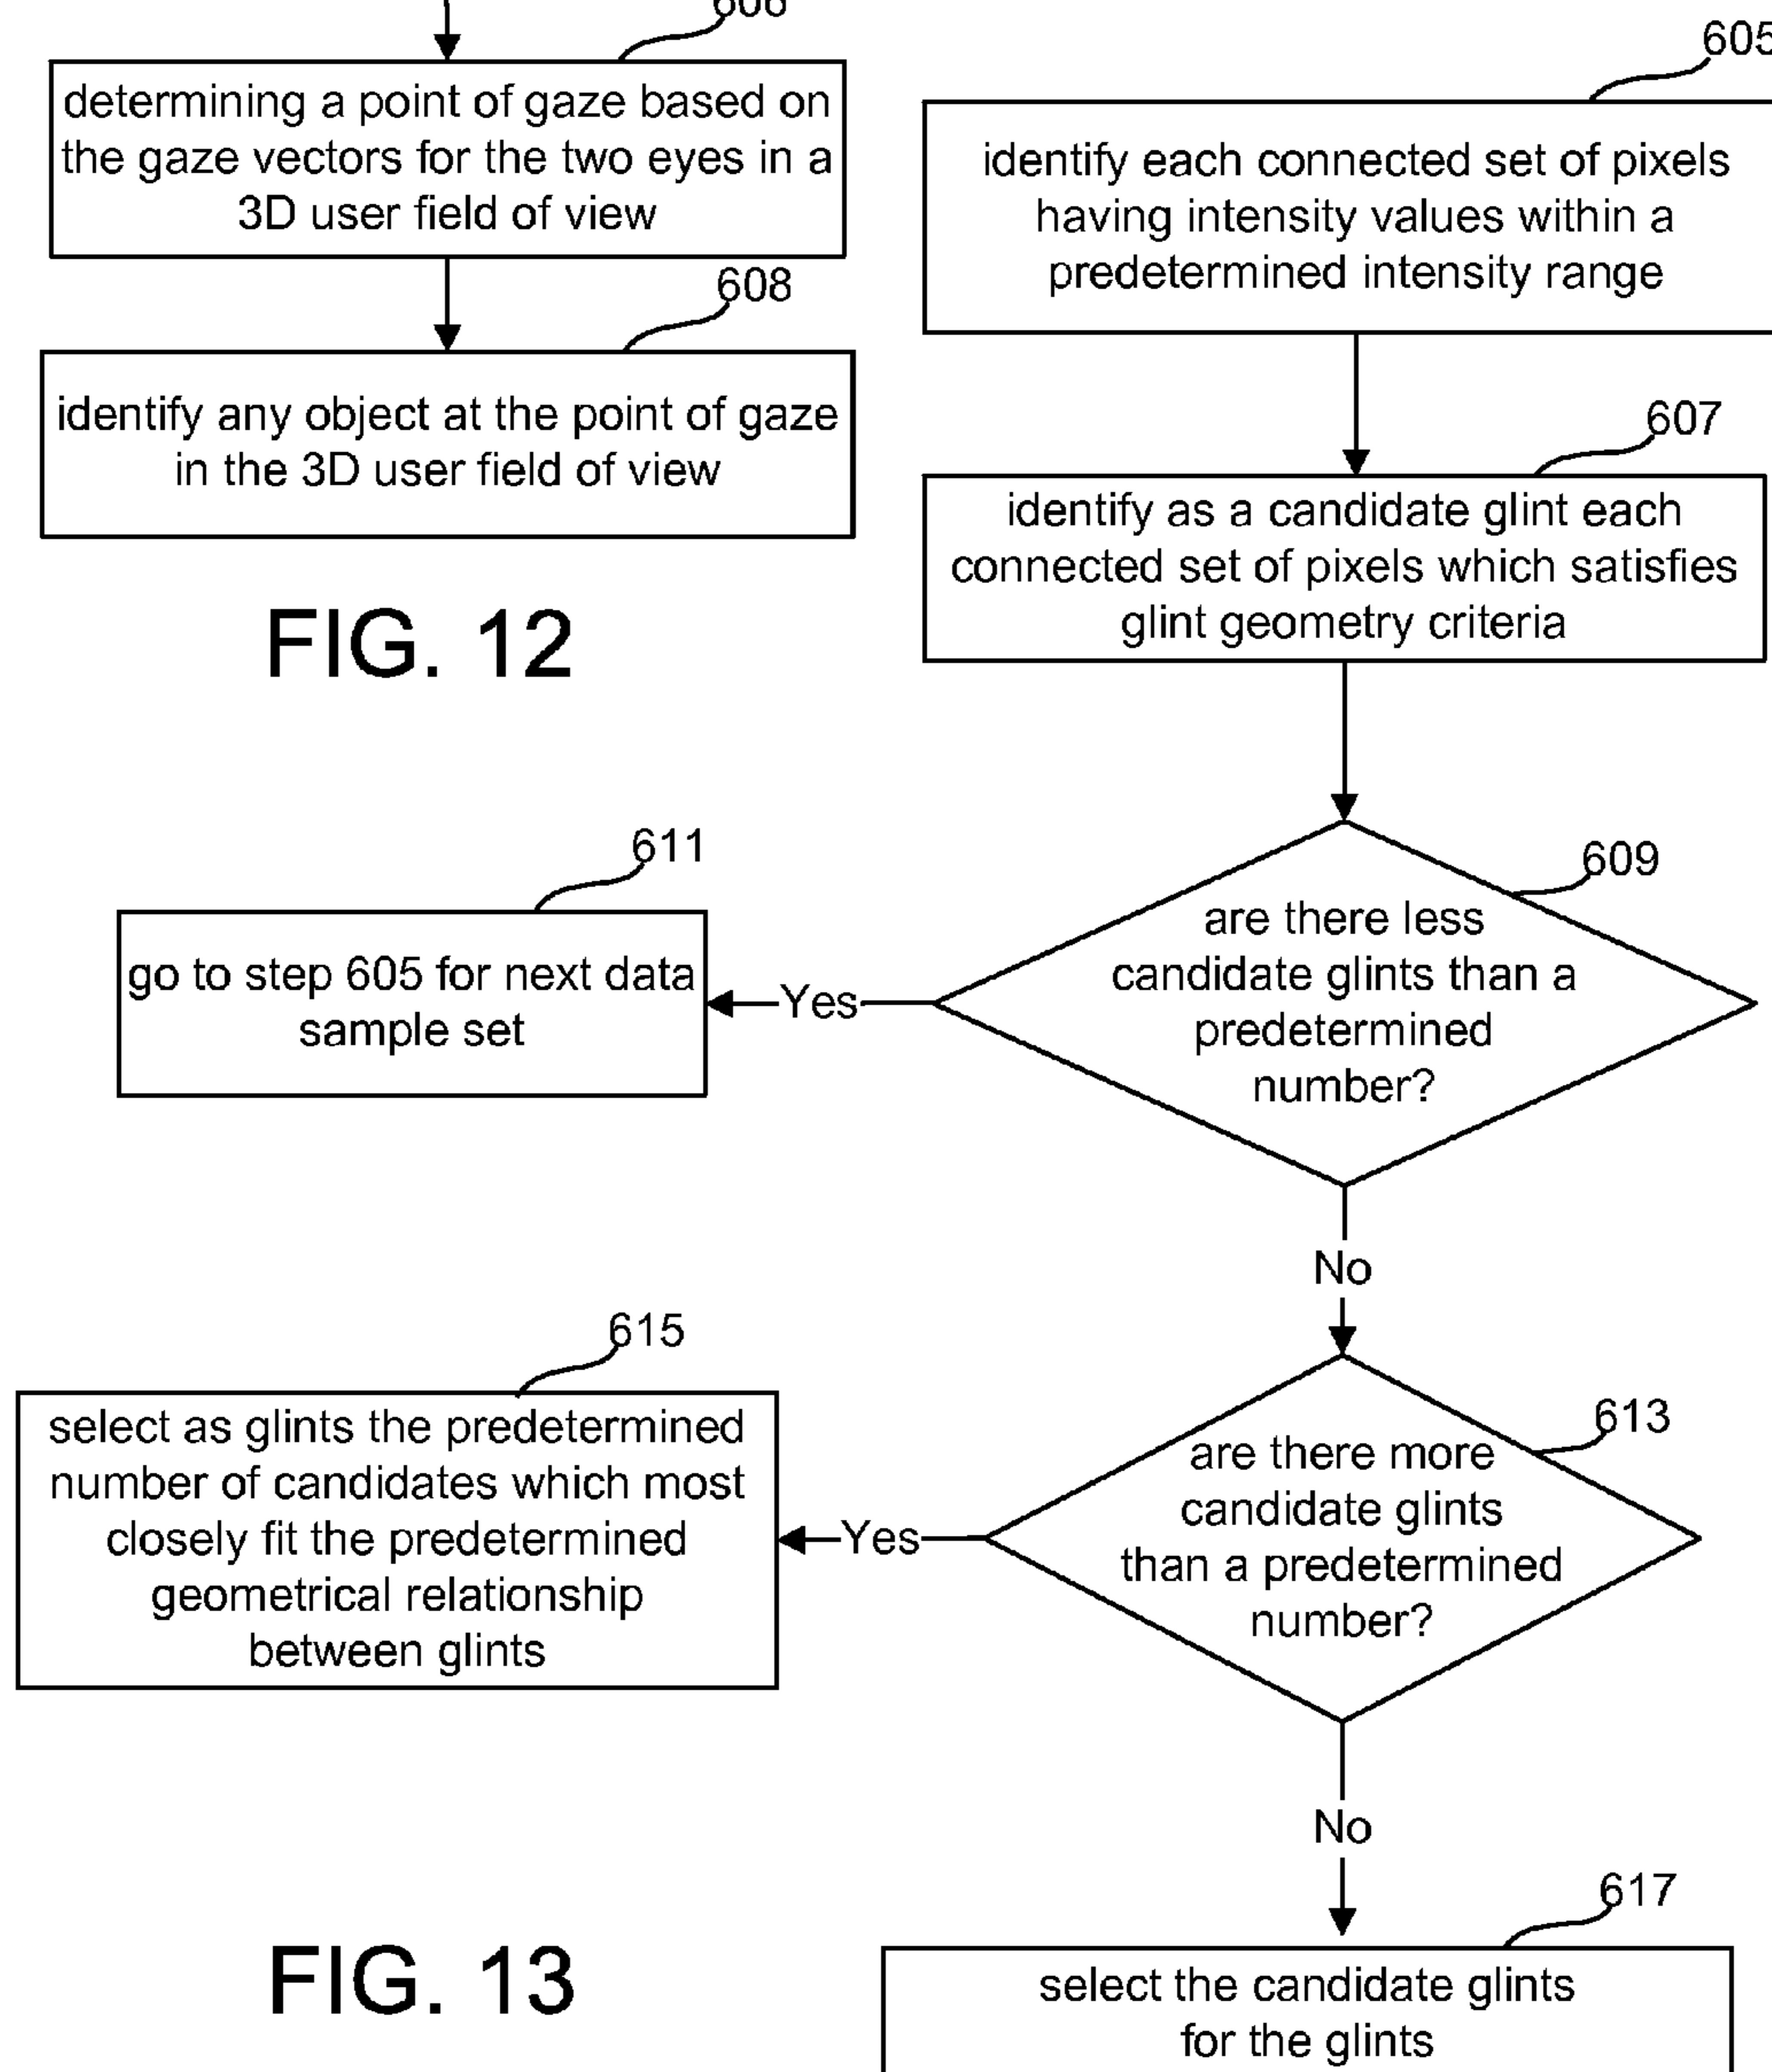 determining a point of gaze based on
the gaze vectors for the two eyes in a
3D user field of view
608
identify any object at the point of gaze
in the 3D user field of view
FIG. 12
605
identify each connected set of pixels
having intensity values within a
predetermined intensity range
607
identify as a candidate glint each
connected set of pixels which satisfies
glint geometry criteria
609
are there less
candidate glints than a
predetermined
number?
Yes
611
go to step 605 for next data
sample set
No
613
are there more
candidate glints
than a predetermined
number?
Yes
615
select as glints the predetermined
number of candidates which most
closely fit the predetermined
geometrical relationship
between glints
No
617
select the candidate glints
for the glints
FIG. 13